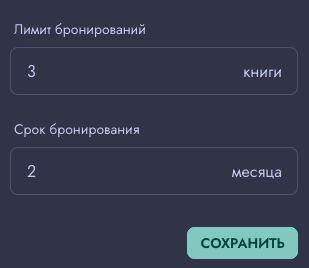 Лимит бронирований
3 книги
Срок бронирования
2 месяца
СОХРАНИТЬ